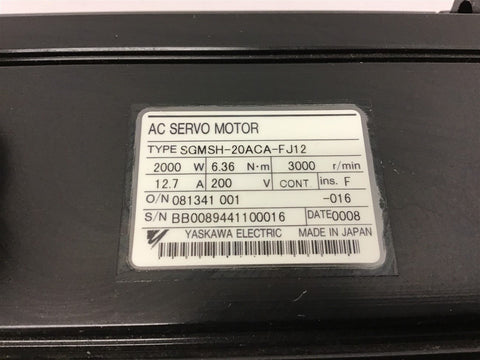 AC SERVO MOTOR
TYPE SGMSH-20ACA-FJ12
2000 W 6.36 N·m 3000 r/min
12.7 A 200 V CONT ins. F
O/N 081341 001 -016
S/N BB0089441100016 DATE 0008
YASKAWA ELECTRIC MADE IN JAPAN